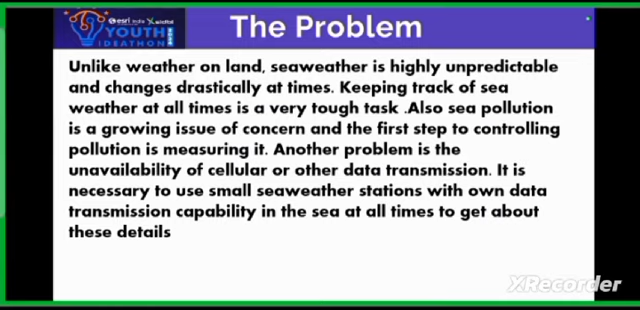 esri India
YOUTH
IDEATHON
The Problem
Unlike weather on land, seaweather is highly unpredictable
and changes drastically at times. Keeping track of sea
weather at all times is a very tough task .Also sea pollution
is a growing issue of concern and the first step to controlling
pollution is measuring it. Another problem is the
unavailability of cellular or other data transmission. It is
necessary to use small seaweather stations with own data
transmission capability in the sea at all times to get about
these details
XRecorder